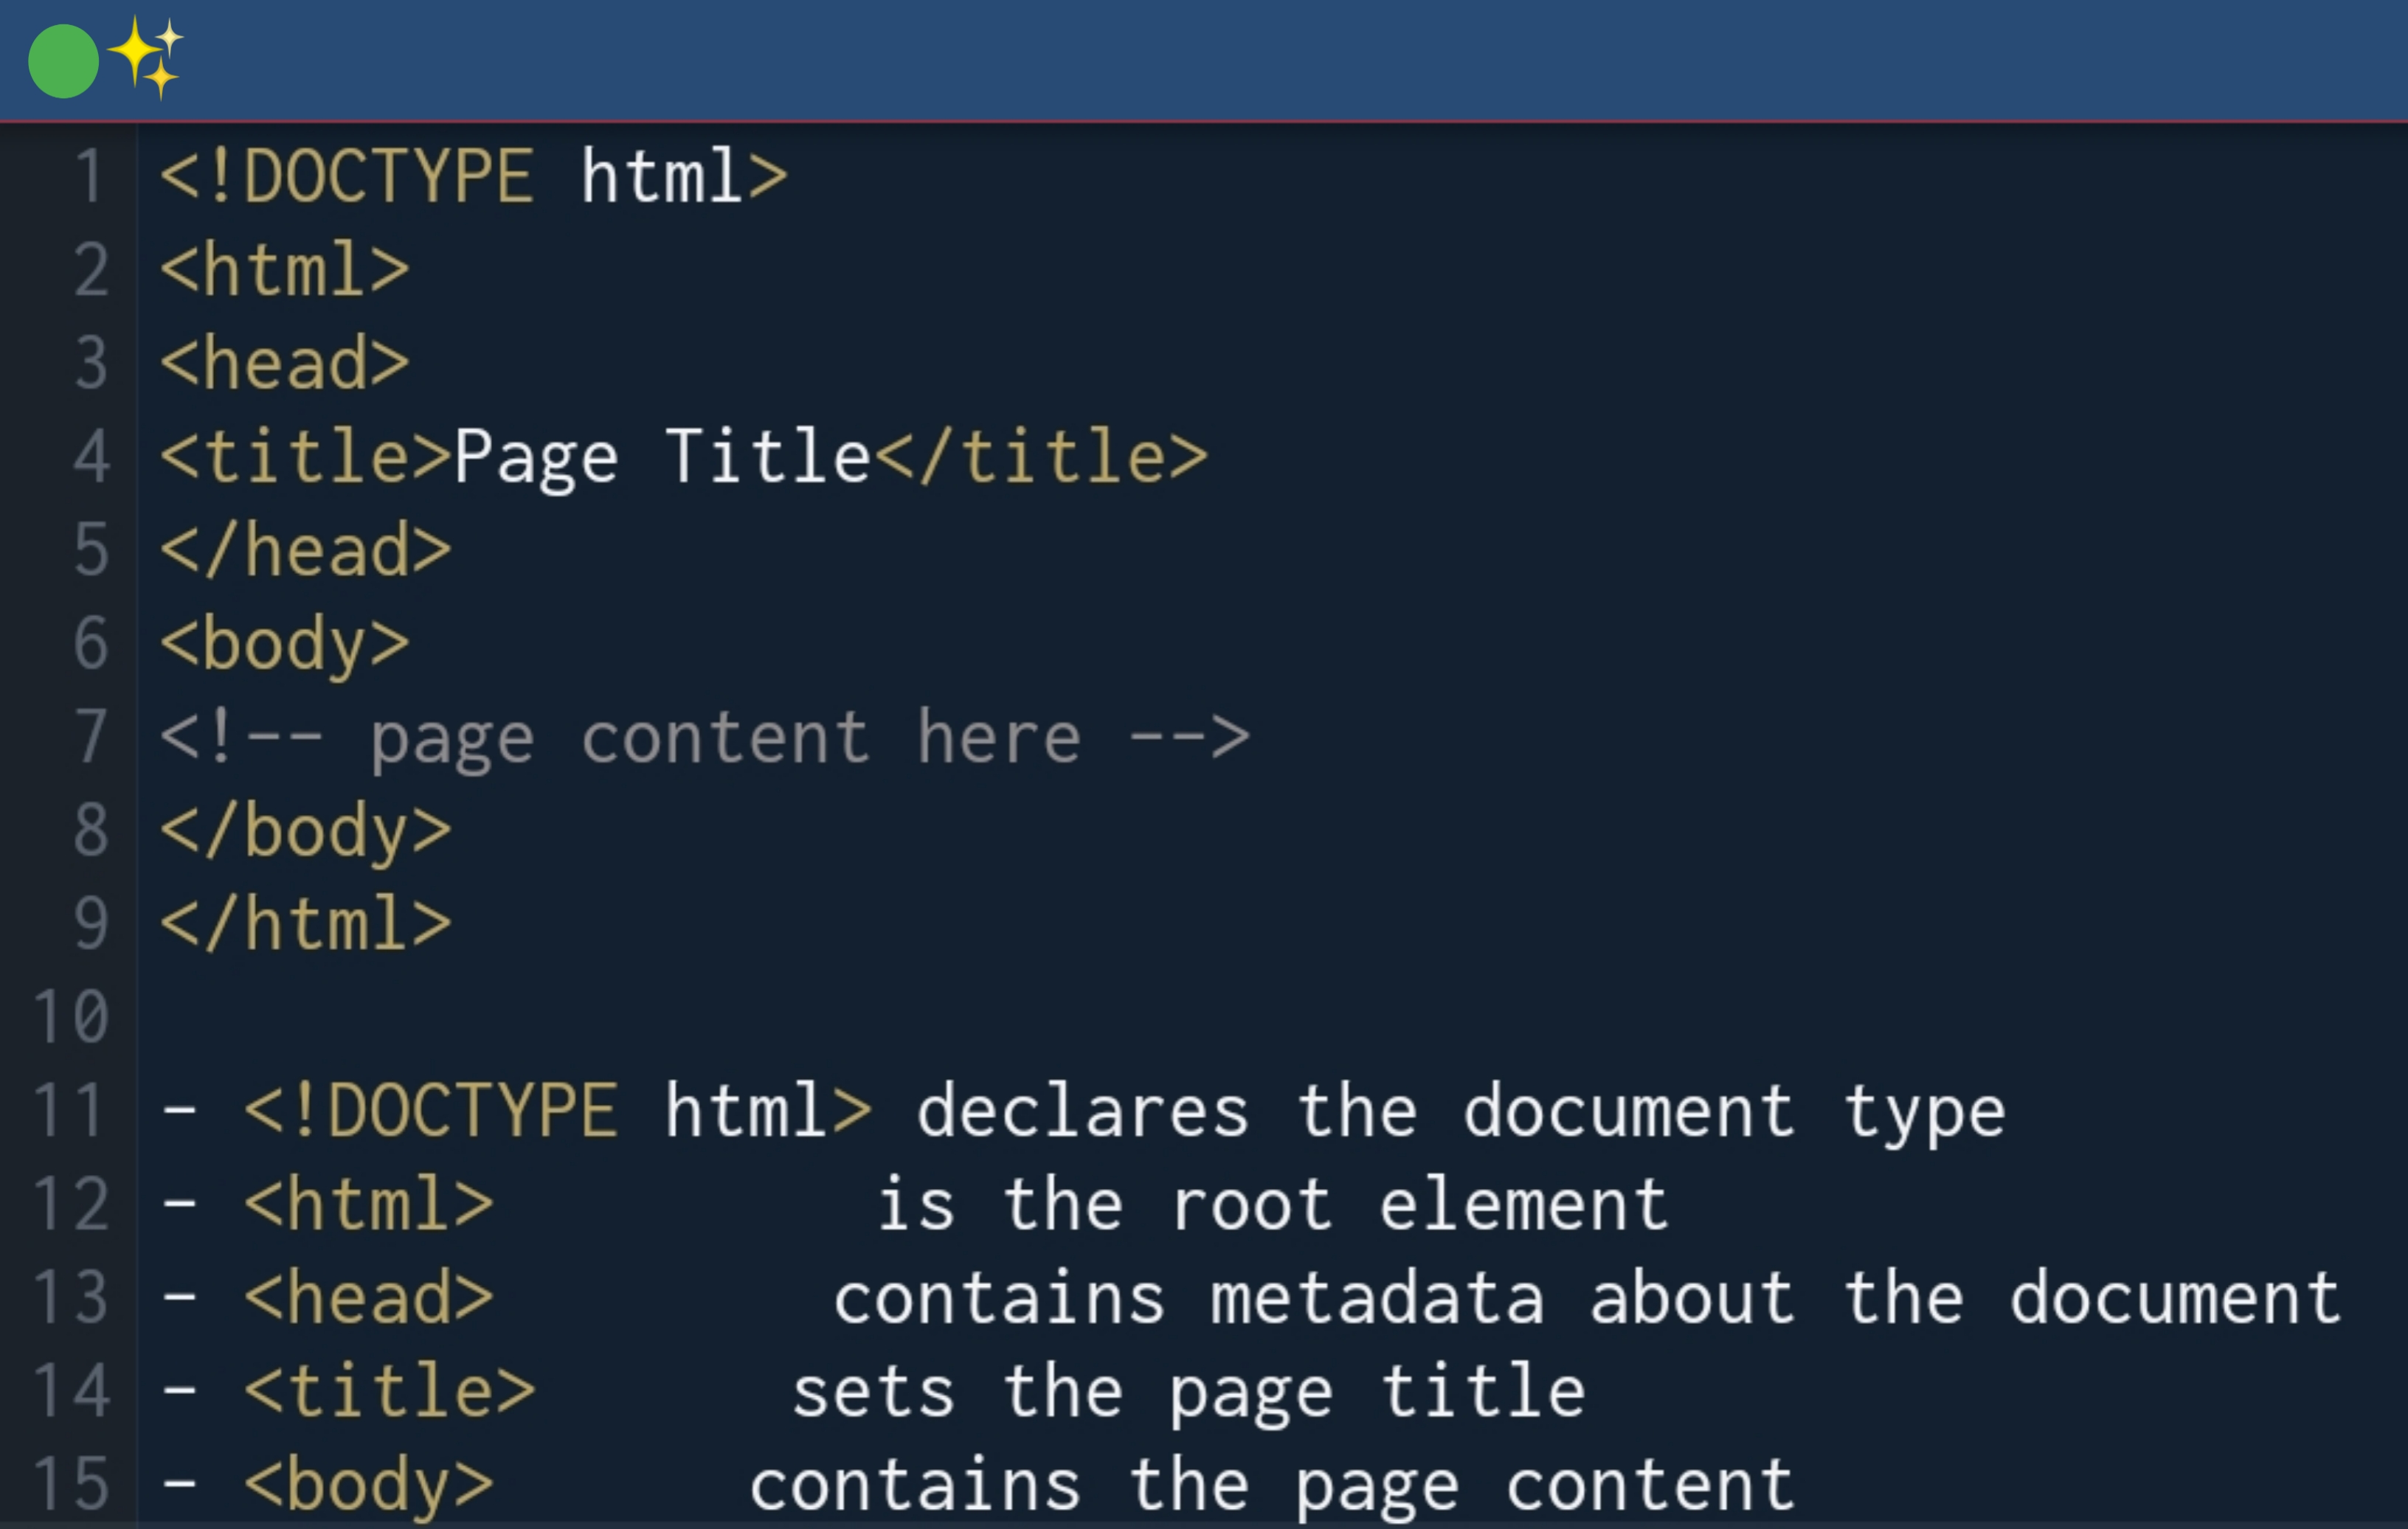 1 <!DOCTYPE html>
2 <html>
3 <head>
4 <title>Page Title</title>
5 </head>
6 <body>
7 <!-- page content here -->
8 </body>
9 </html>
10
11 - <!DOCTYPE html> declares the document type
12 - <html> is the root element
13 - <head> contains metadata about the document
14 - <title> sets the page title
15 - <body> contains the page content